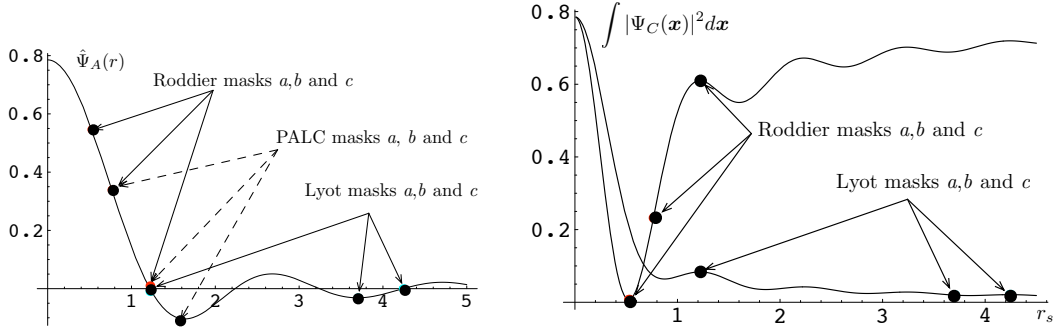 0.8
Ψ̂_A(r)
Roddier masks a,b and c
0.6
PALC masks a, b and c
0.4
Lyot masks a,b and c
0.2
1 2 3 4 5
0.8
∫ |Ψ_C(x)|² dx
0.6
Roddier masks a,b and c
0.4
Lyot masks a,b and c
0.2
1 2 3 4 r_s